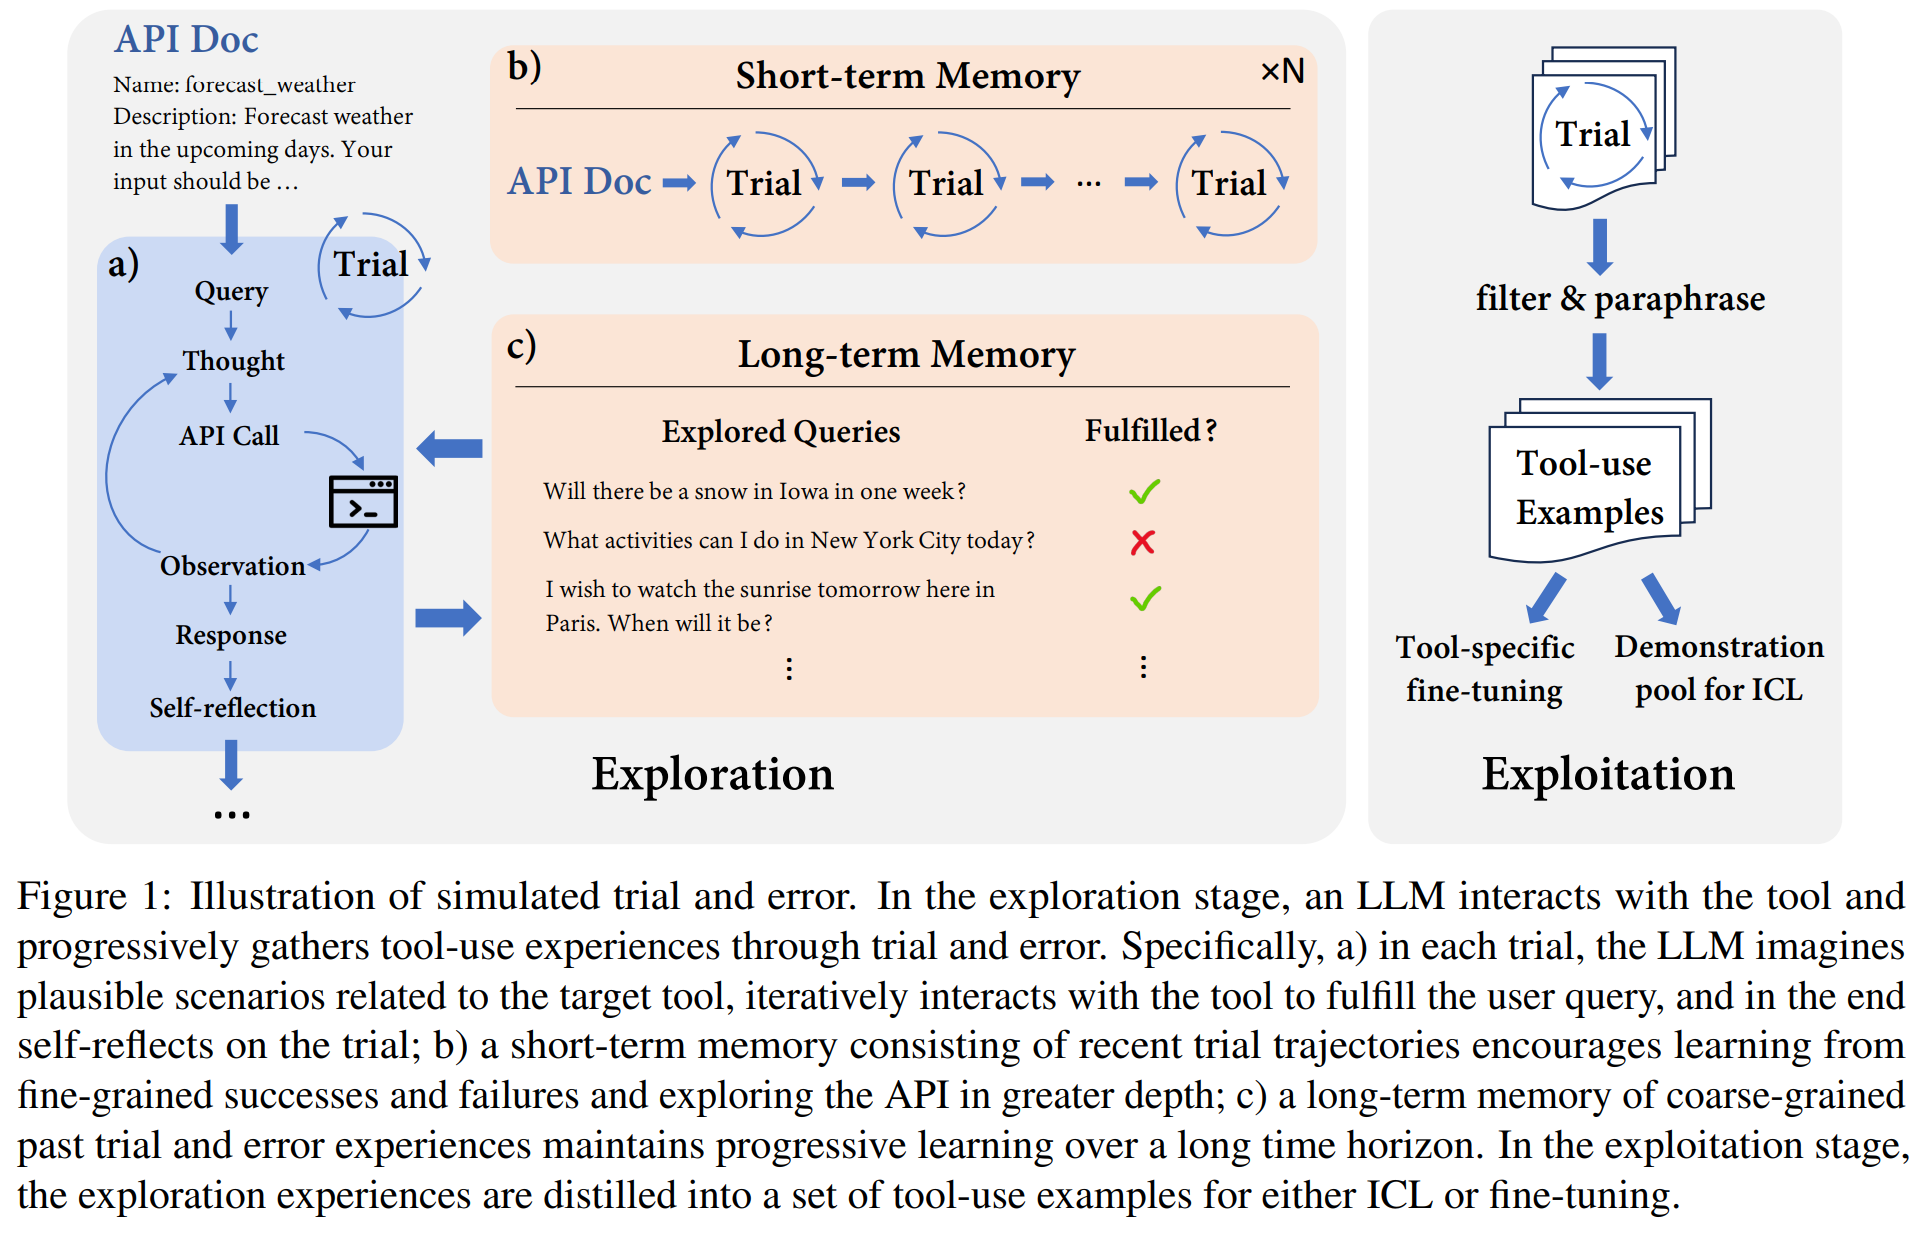 API Doc
Name: forecast_weather
Description: Forecast weather
in the upcoming days. Your
input should be ...
a)
Trial
Query
Thought
API Call
Observation
Response
Self-reflection
...
b)
Short-term Memory
×N
API Doc
Trial
Trial
...
Trial
c)
Long-term Memory
Explored Queries
Fulfilled?
Will there be a snow in Iowa in one week?
What activities can I do in New York City today?
I wish to watch the sunrise tomorrow here in
Paris. When will it be?
Exploration
Trial
filter & paraphrase
Tool-use
Examples
Tool-specific
fine-tuning
Demonstration
pool for ICL
Exploitation
Figure 1: Illustration of simulated trial and error. In the exploration stage, an LLM interacts with the tool and
progressively gathers tool-use experiences through trial and error. Specifically, a) in each trial, the LLM imagines
plausible scenarios related to the target tool, iteratively interacts with the tool to fulfill the user query, and in the end
self-reflects on the trial; b) a short-term memory consisting of recent trial trajectories encourages learning from
fine-grained successes and failures and exploring the API in greater depth; c) a long-term memory of coarse-grained
past trial and error experiences maintains progressive learning over a long time horizon. In the exploitation stage,
the exploration experiences are distilled into a set of tool-use examples for either ICL or fine-tuning.